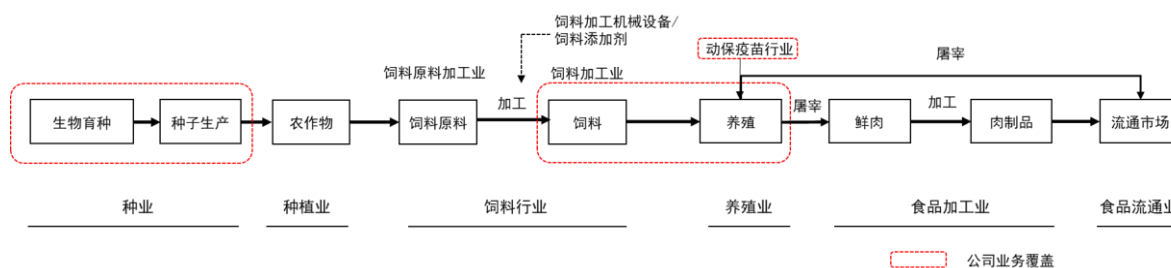 饲料加工机械设备/
饲料添加剂
动保疫苗行业
屠宰
饲料原料加工业
饲料加工业
加工
屠宰
加工
生物育种
种子生产
农作物
饲料原料
饲料
养殖
鲜肉
肉制品
流通市场
种业
种植业
饲料行业
养殖业
食品加工业
食品流通业
公司业务覆盖